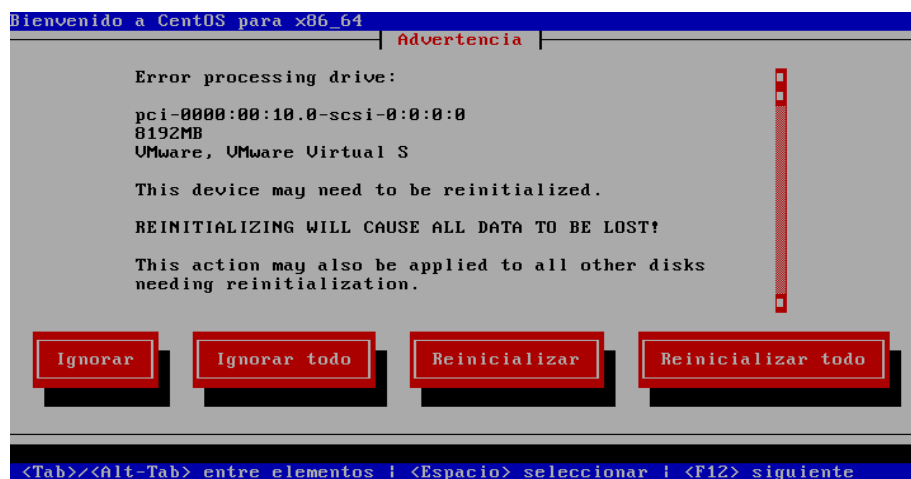 Bienvenido a CentOS para x86_64
Advertencia
Error processing drive:
pci-0000:00:10.0-scsi-0:0:0:0
8192MB
VMware, VMware Virtual S
This device may need to be reinitialized.
REINITIALIZING WILL CAUSE ALL DATA TO BE LOST!
This action may also be applied to all other disks
needing reinitialization.
Ignorar Ignorar todo Reinicializar Reinicializar todo
<Tab>/<Alt-Tab> entre elementos | <Espacio> seleccionar | <F12> siguiente